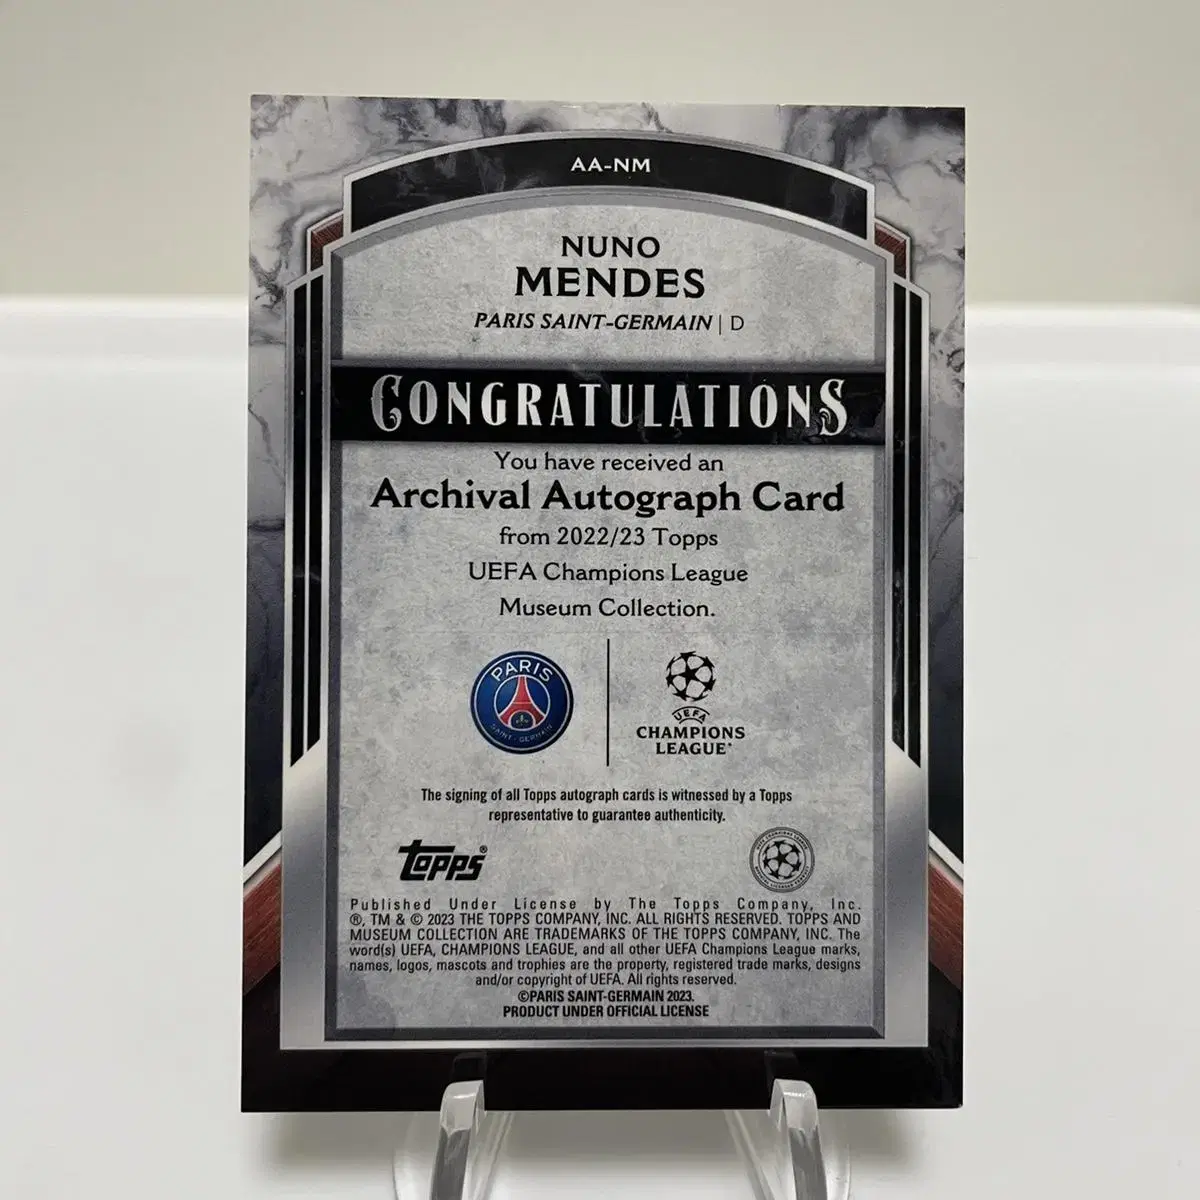 AA-NM
NUNO
MENDES
PARIS SAINT-GERMAIN | D
CONGRATULATIONS
You have received an
Archival Autograph Card
from 2022/23 Topps
UEFA Champions League
Museum Collection.
PARIS
SAINT-GERMAIN
UEFA
CHAMPIONS
LEAGUE
The signing of all Topps autograph cards is witnessed by a Topps
representative to guarantee authenticity.
topps®
Published Under License by The Topps Company, Inc.
®, TM & © 2023 THE TOPPS COMPANY, INC. ALL RIGHTS RESERVED. TOPPS AND
MUSEUM COLLECTION ARE TRADEMARKS OF THE TOPPS COMPANY, INC. The
word(s) UEFA, CHAMPIONS LEAGUE, and all other UEFA Champions League marks,
names, logos, mascots and trophies are the property, registered trade marks, designs
and/or copyright of UEFA. All rights reserved.
©PARIS SAINT-GERMAIN 2023.
PRODUCT UNDER OFFICIAL LICENSE